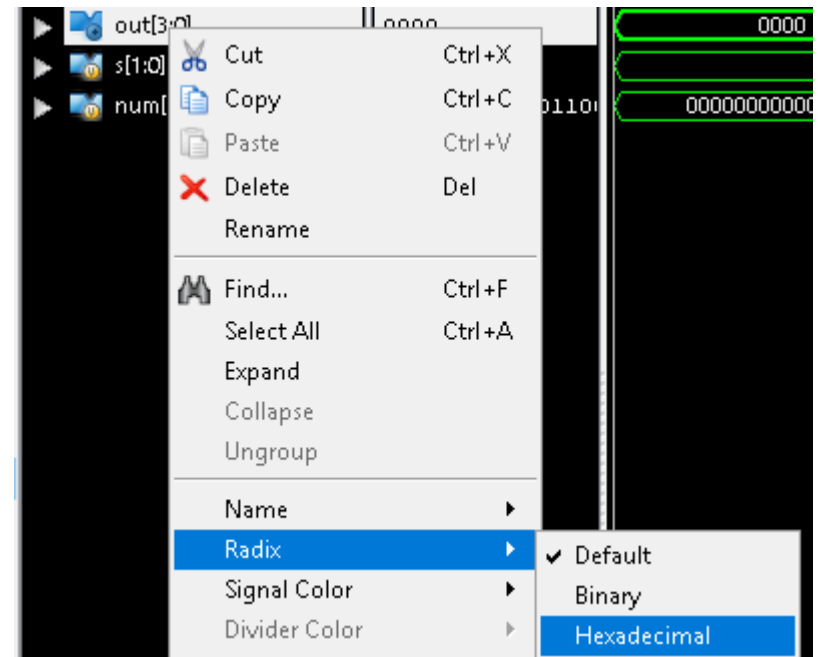 out[3:0] 0000 0000
s[1:0]
num[ 0110 00000000000
Cut Ctrl+X
Copy Ctrl+C
Paste Ctrl+V
Delete Del
Rename
Find... Ctrl+F
Select All Ctrl+A
Expand
Collapse
Ungroup
Name
Radix
Signal Color
Divider Color
Default
Binary
Hexadecimal